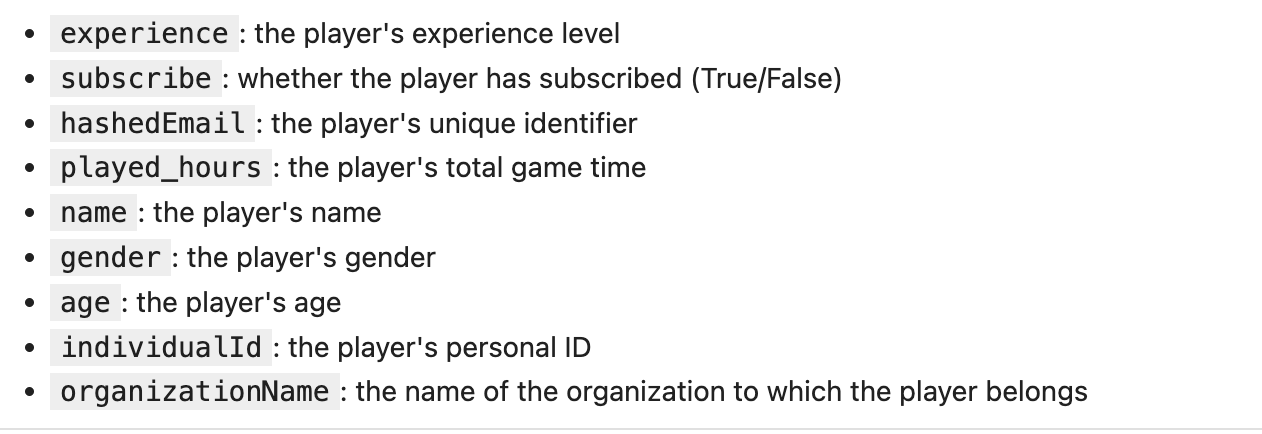 • experience : the player's experience level
• subscribe : whether the player has subscribed (True/False)
• hashedEmail : the player's unique identifier
• played_hours : the player's total game time
• name : the player's name
• gender : the player's gender
• age : the player's age
• individualId : the player's personal ID
• organizationName : the name of the organization to which the player belongs